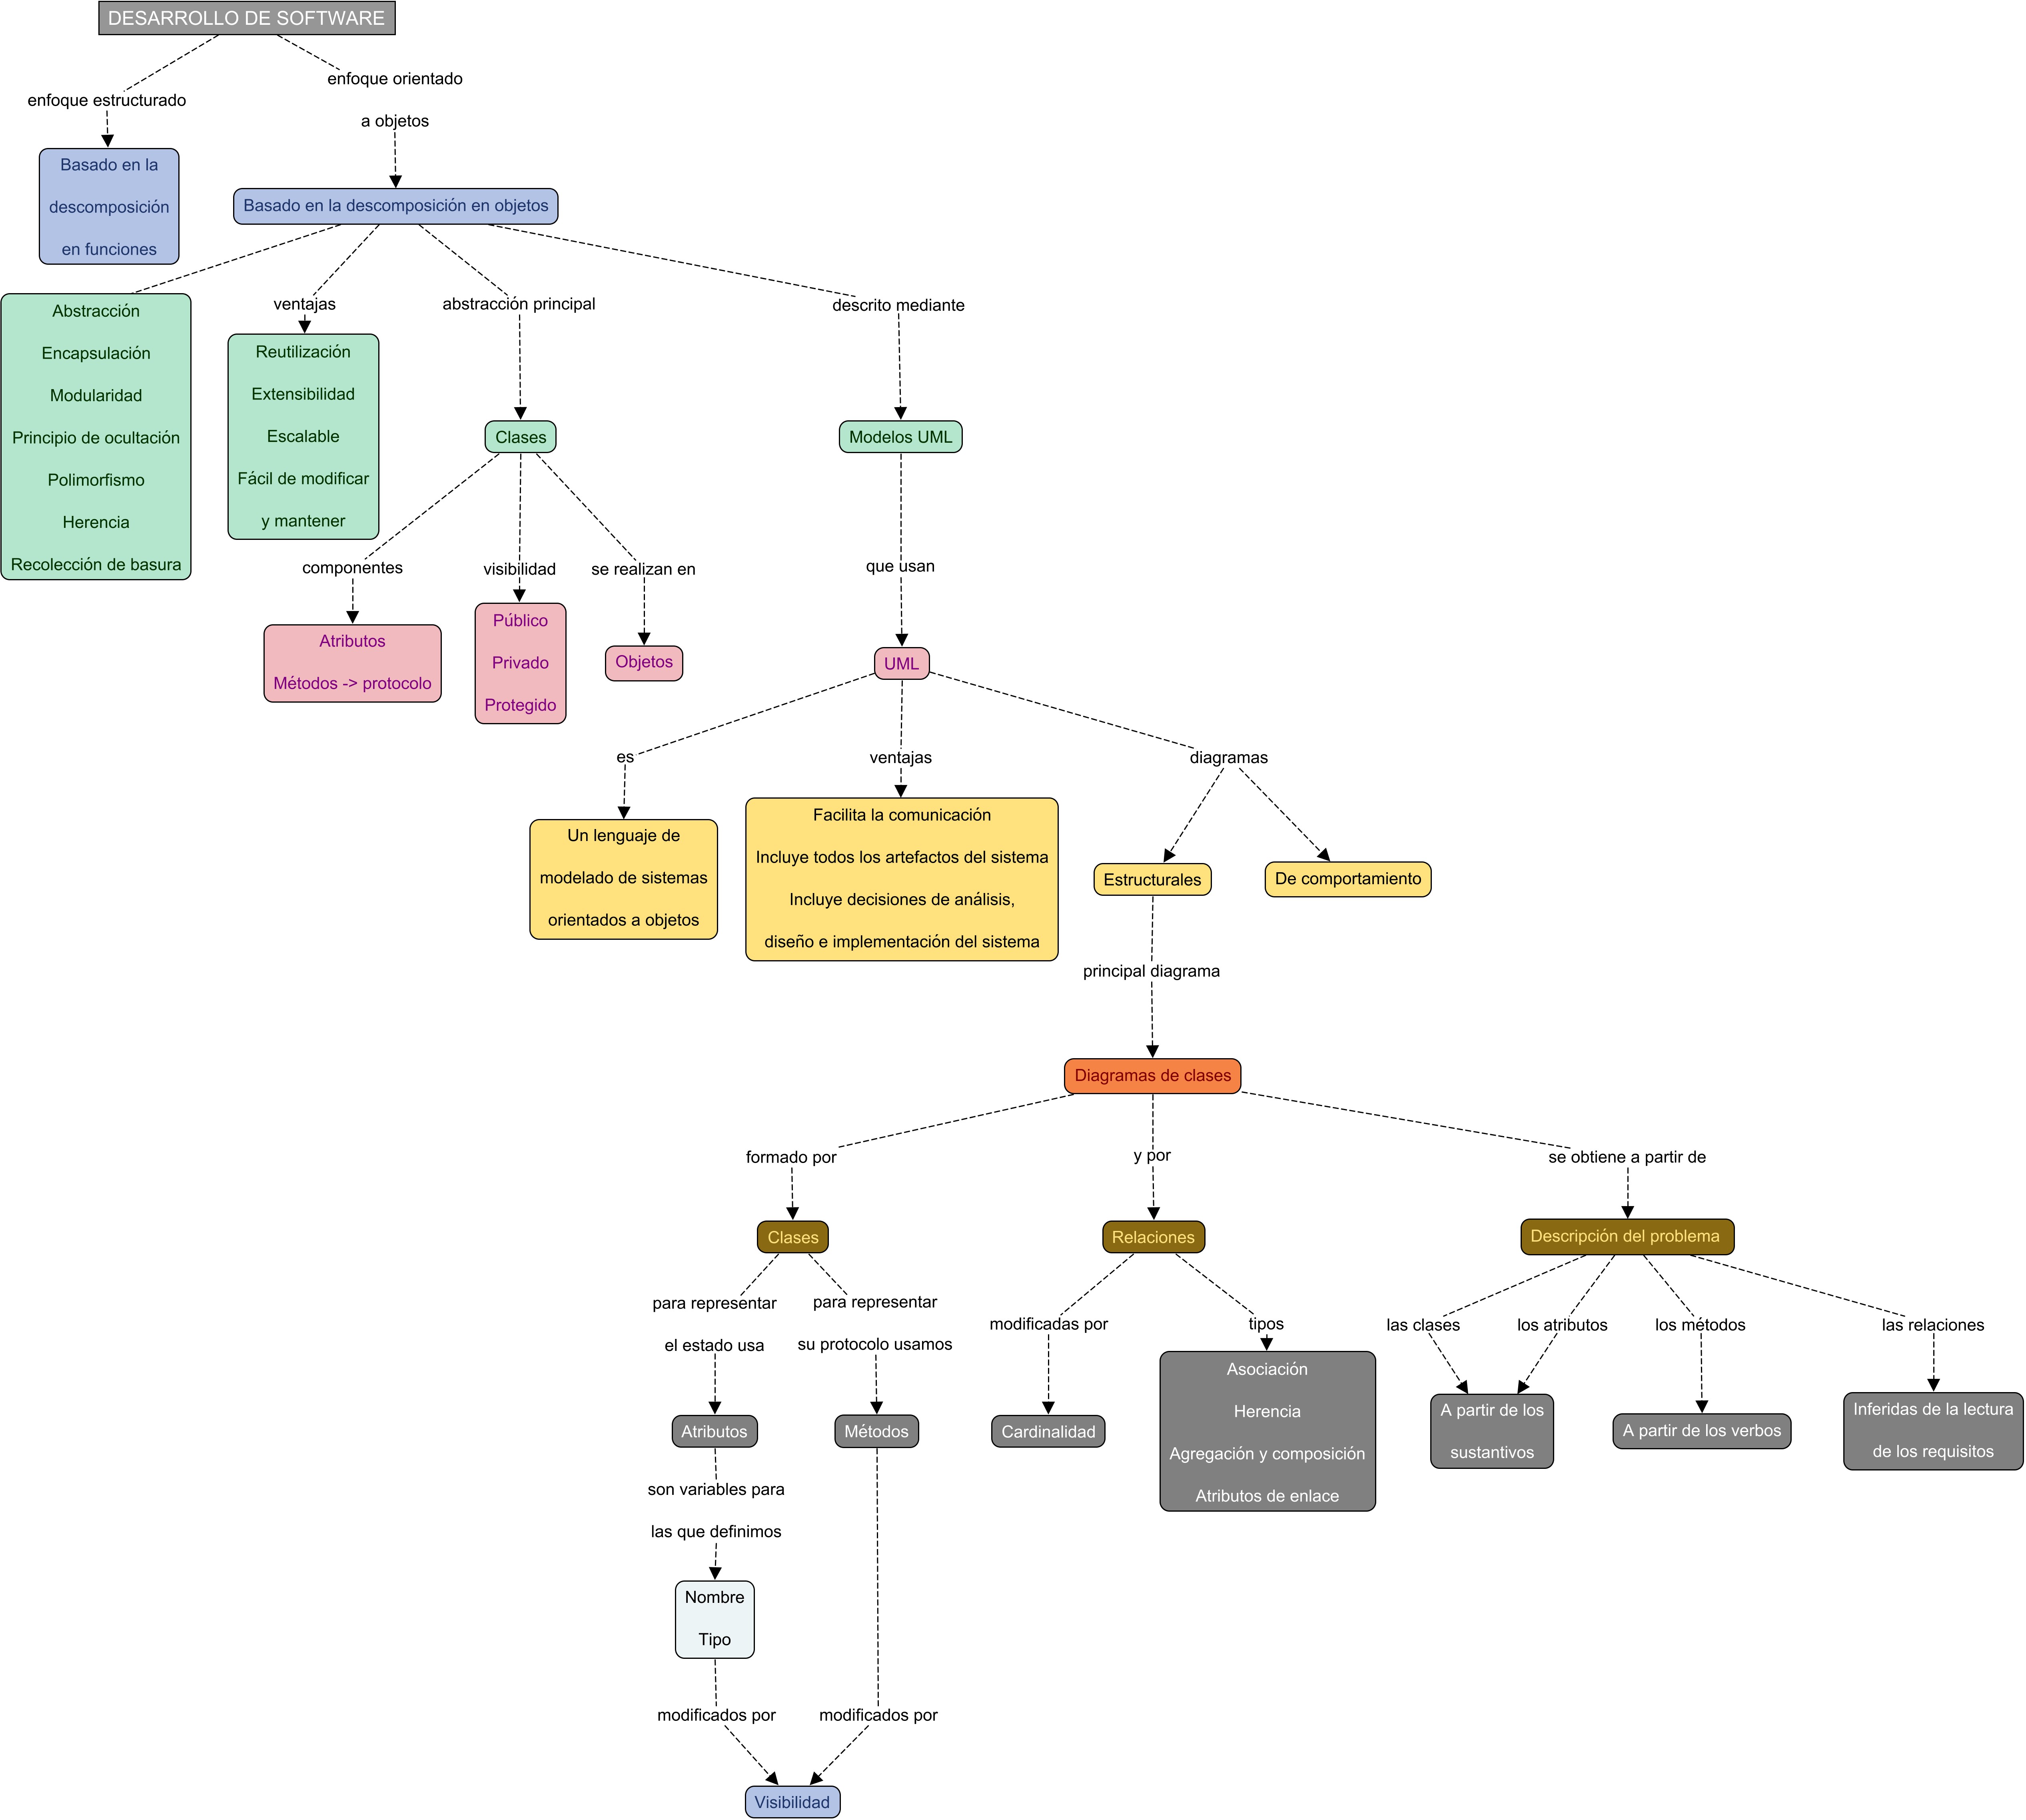 DESARROLLO DE SOFTWARE
enfoque estructurado
enfoque orientado
a objetos
Basado en la
descomposición
en funciones
Basado en la descomposición en objetos
Abstracción
Encapsulación
Modularidad
Principio de ocultación
Polimorfismo
Herencia
Recolección de basura
ventajas
Reutilización
Extensibilidad
Escalable
Fácil de modificar
y mantener
abstracción principal
Clases
descrito mediante
Modelos UML
componentes
Atributos
Métodos -> protocolo
visibilidad
Público
Privado
Protegido
se realizan en
Objetos
que usan
UML
es
Un lenguaje de
modelado de sistemas
orientados a objetos
ventajas
Facilita la comunicación
Incluye todos los artefactos del sistema
Incluye decisiones de análisis,
diseño e implementación del sistema
diagramas
Estructurales
De comportamiento
principal diagrama
Diagramas de clases
formado por
Clases
y por
Relaciones
se obtiene a partir de
Descripción del problema
para representar
el estado usa
Atributos
para representar
su protocolo usamos
Métodos
modificadas por
Cardinalidad
tipos
Asociación
Herencia
Agregación y composición
Atributos de enlace
las clases
los atributos
A partir de los
sustantivos
los métodos
A partir de los verbos
las relaciones
Inferidas de la lectura
de los requisitos
son variables para
las que definimos
Nombre
Tipo
modificados por
modificados por
Visibilidad